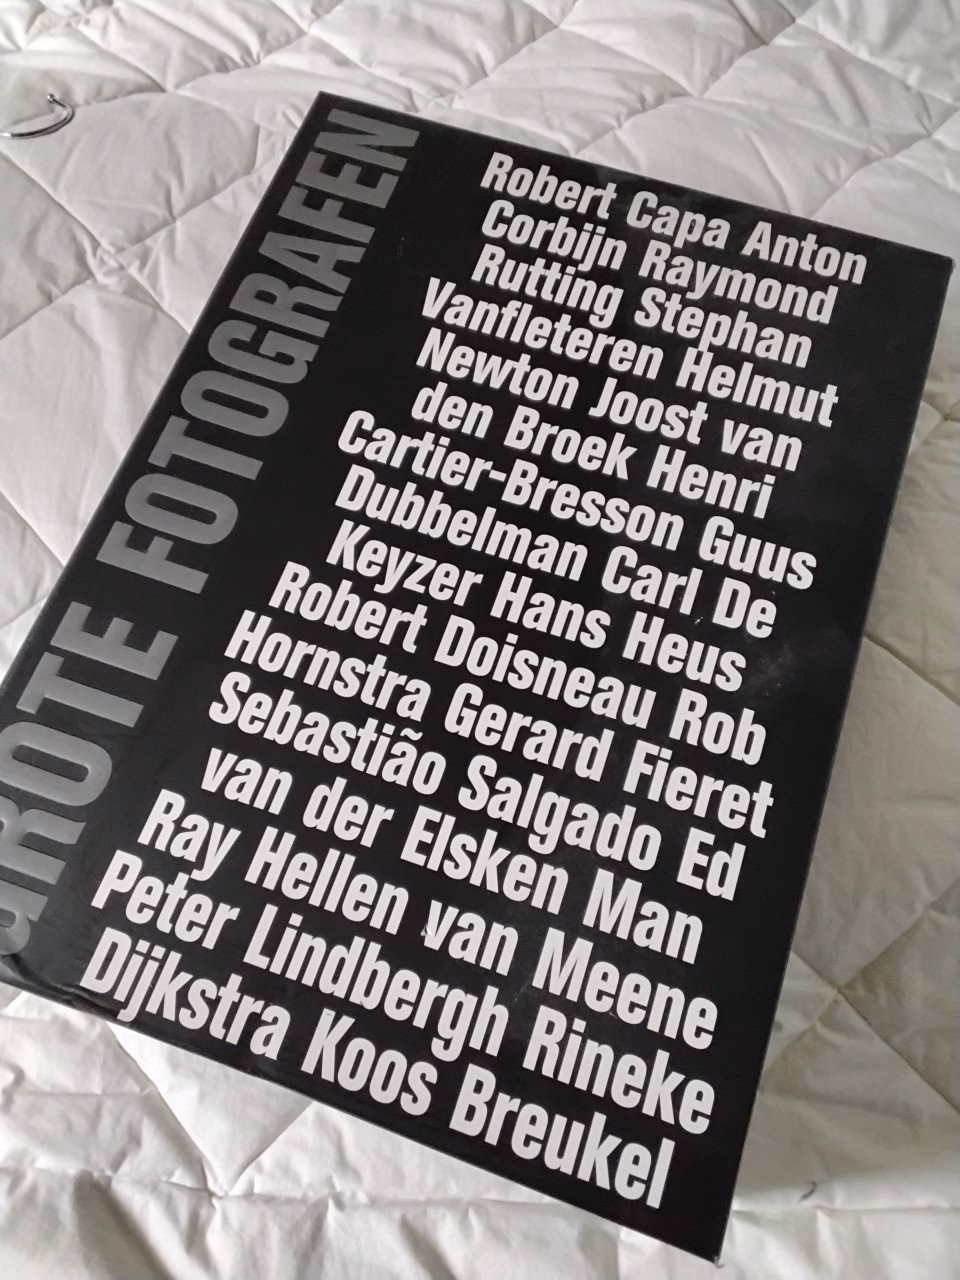 GROTE FOTOGRAFEN
Robert Capa Anton
Corbijn Raymond
Rutting Stephan
Vanfleteren Helmut
Newton Joost van
den Broek Henri
Cartier-Bresson Guus
Dubbelman Carl De
Keyzer Hans Heus
Robert Doisneau Rob
Hornstra Gerard Fieret
Sebastião Salgado Ed
van der Elsken Man
Ray Hellen van Meene
Peter Lindbergh Rineke
Dijkstra Koos Breukel